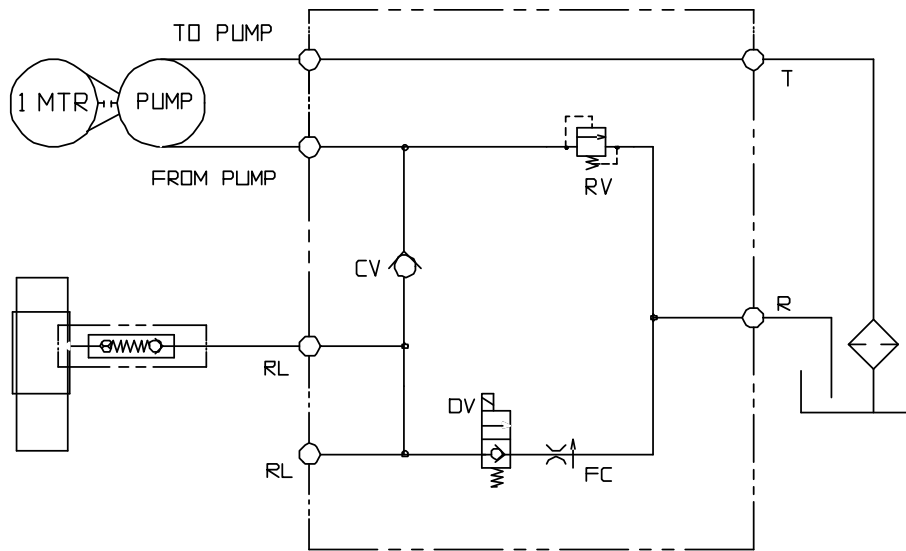 TO PUMP
T
1 MTR
PUMP
FROM PUMP
RV
CV
R
RL
DV
RL
FC